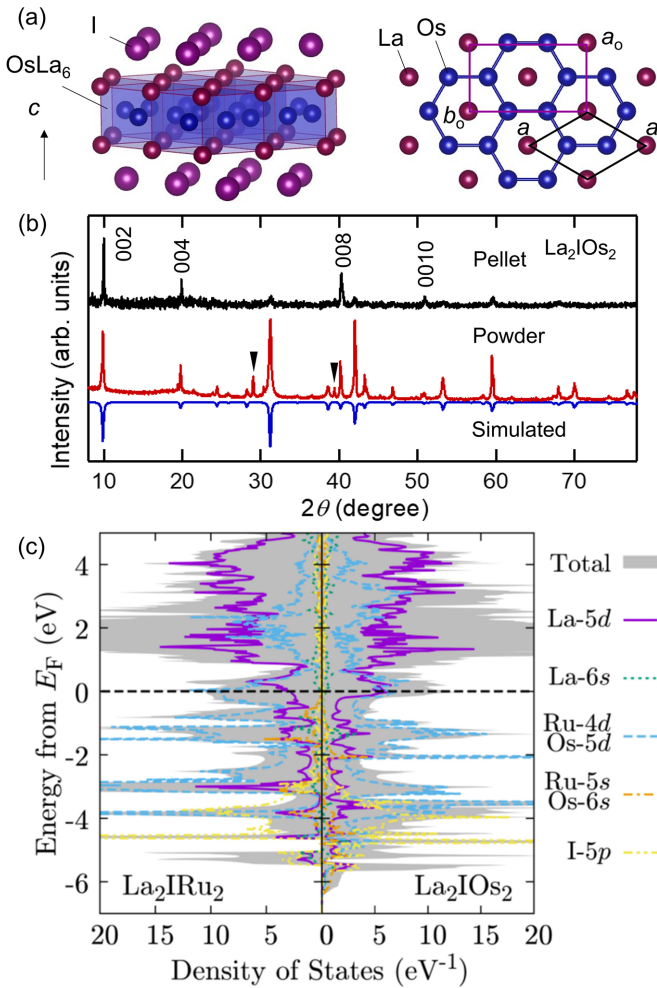 (a)
I
OsLa6
c
La
Os
ao
bo
a
a
(b)
002
004
008
0010
La2IOs2
Pellet
Powder
Simulated
Intensity (arb. units)
10 20 30 40 50 60 70
2θ (degree)
(c)
4
2
0
-2
-4
-6
Energy from EF (eV)
La2IRu2
La2IOs2
20 15 10 5 0 5 10 15 20
Density of States (eV-1)
Total
La-5d
La-6s
Ru-4d
Os-5d
Ru-5s
Os-6s
I-5p